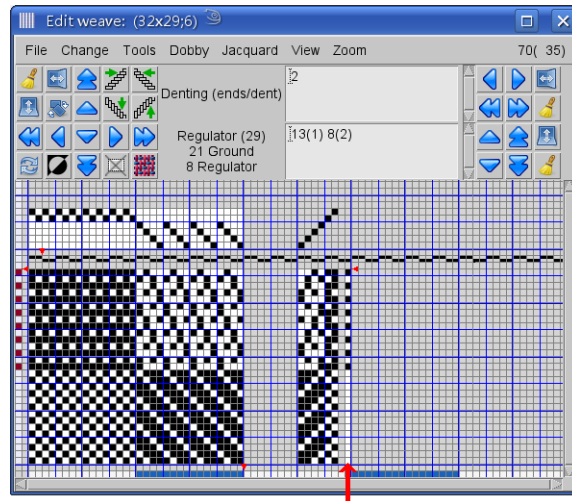 Edit weave: (32x29;6)
File Change Tools Dobby Jacquard View Zoom 70( 35)
Denting (ends/dent)
2
Regulator (29)
21 Ground
8 Regulator
13(1) 8(2)